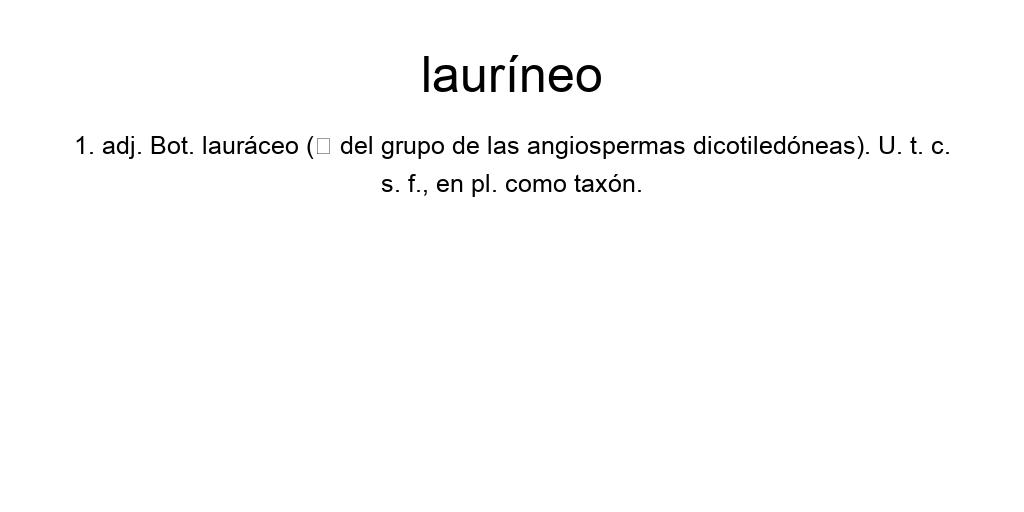 lauríneo
1. adj. Bot. lauráceo (▯ del grupo de las angiospermas dicotiledóneas). U. t. c.
s. f., en pl. como taxón.